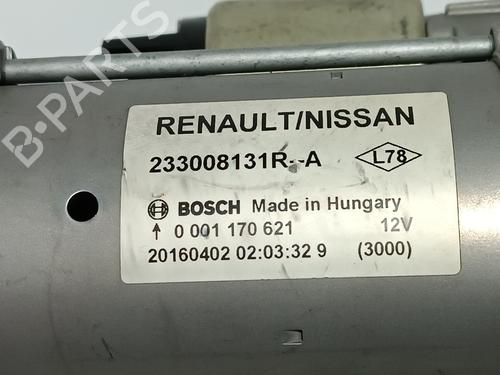 RENAULT/NISSAN
233008131R--A L78
BOSCH Made in Hungary
0 001 170 621 12V
20160402 02:03:32 9 (3000)
B-PARTS